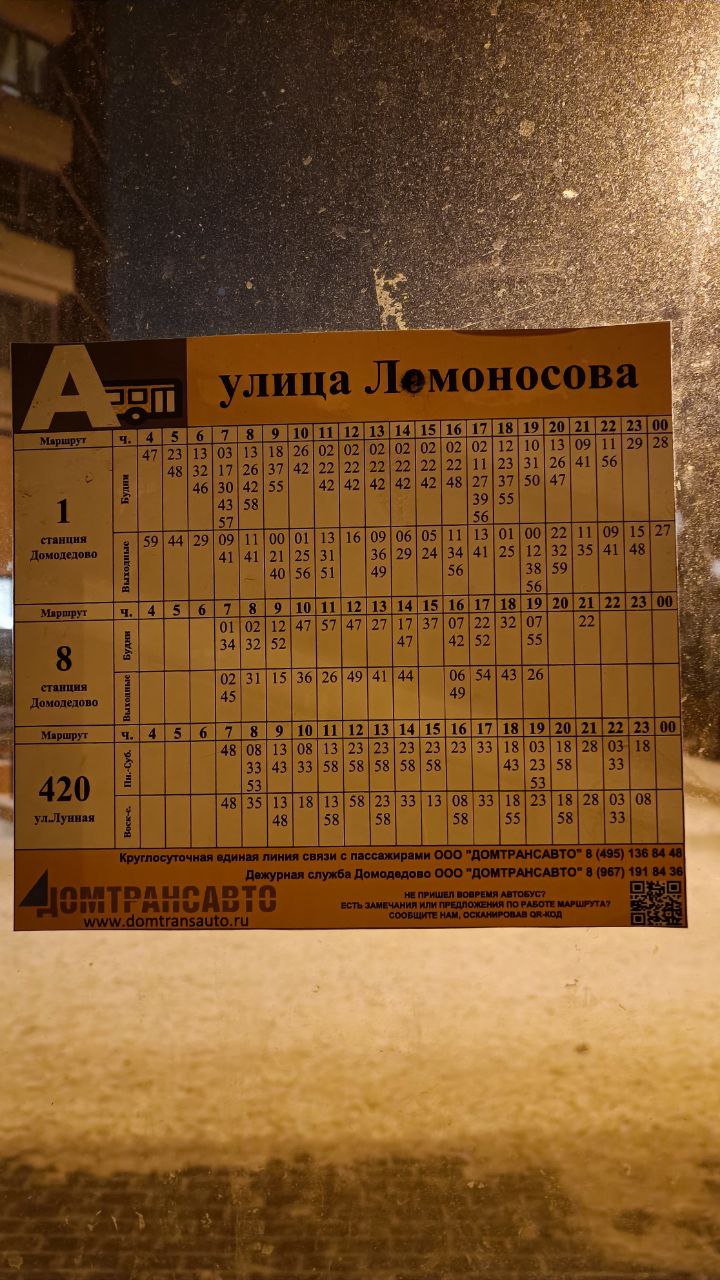 А
улица Ломоносова
Маршрут ч. 4 5 6 7 8 9 10 11 12 13 14 15 16 17 18 19 20 21 22 23 00
1
станция
Домодедово
Будни
47 23 13 03 13 18 26 02 02 02 02 02 02 02 12 10 13 09 11 29 28
48 32 17 26 37 42 22 22 22 22 22 22 11 23 31 26 41 56
46 30 42 55 42 42 42 42 42 48 27 37 50 47
43 58 39 55
57 56
Выходные
59 44 29 09 11 00 01 13 16 09 06 05 11 13 01 00 22 11 09 15 27
41 41 21 25 31 36 29 24 34 41 25 12 32 35 41 48
40 56 51 49 56 38 59
56
Маршрут ч. 4 5 6 7 8 9 10 11 12 13 14 15 16 17 18 19 20 21 22 23 00
8
станция
Домодедово
Будни
01 02 12 47 57 47 27 17 37 07 22 32 07 22
34 32 52 47 42 52 55
Выходные
02 31 15 36 26 49 41 44 06 54 43 26
45 49
Маршрут ч. 4 5 6 7 8 9 10 11 12 13 14 15 16 17 18 19 20 21 22 23 00
420
ул.Лунная
Пн.-Суб.
48 08 13 08 13 23 23 23 23 23 33 18 03 18 28 03 18
33 43 33 58 58 58 58 58 43 23 58 33
53 53
Воск-е.
48 35 13 18 13 58 23 33 13 08 33 18 23 18 28 03 08
48 58 58 58 55 58 33
Круглосуточная единая линия связи с пассажирами ООО "ДОМТРАНСАВТО" 8 (495) 136 84 48
Дежурная служба Домодедово ООО "ДОМТРАНСАВТО" 8 (967) 191 84 36
ДОМТРАНСАВТО
www.domtransauto.ru
НЕ ПРИШЕЛ ВОВРЕМЯ АВТОБУС?
ЕСТЬ ЗАМЕЧАНИЯ ИЛИ ПРЕДЛОЖЕНИЯ ПО РАБОТЕ МАРШРУТА?
СООБЩИТЕ НАМ, ОСКАНИРОВАВ QR-КОД